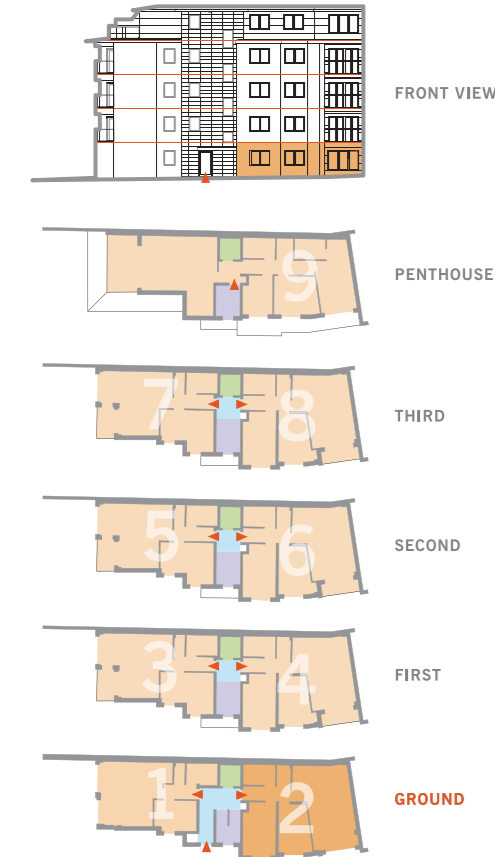 FRONT VIEW
9
PENTHOUSE
7 8
THIRD
5 6
SECOND
3 4
FIRST
1 2
GROUND